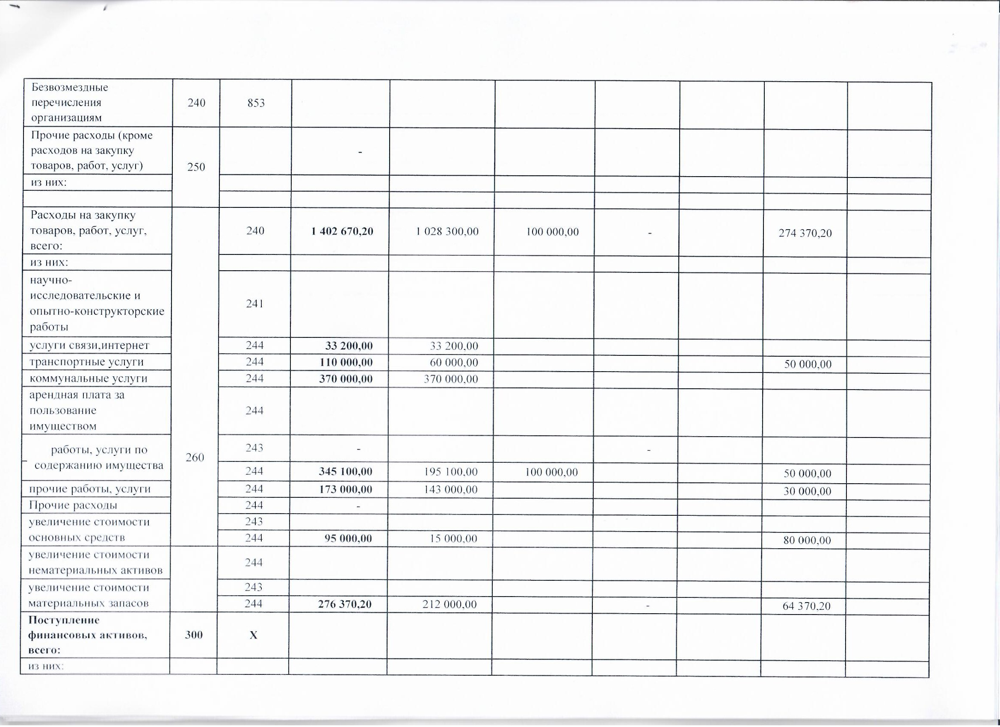 Безвозмездные
перечисления
организациям
240
853
Прочие расходы (кроме
расходов на закупку
товаров, работ, услуг)
250
-
из них:
Расходы на закупку
товаров, работ, услуг,
всего:
240
1 402 670,20
1 028 300,00
100 000,00
-
274 370,20
из них:
научно-
исследовательские и
опытно-конструкторские
работы
241
услуги связи,интернет
244
33 200,00
33 200,00
транспортные услуги
244
110 000,00
60 000,00
50 000,00
коммунальные услуги
244
370 000,00
370 000,00
арендная плата за
пользование
имуществом
244
260
работы, услуги по
содержанию имущества
243
-
-
244
345 100,00
195 100,00
100 000,00
50 000,00
прочие работы, услуги
244
173 000,00
143 000,00
30 000,00
Прочие расходы
244
-
увеличение стоимости
основных средств
243
244
95 000,00
15 000,00
80 000,00
увеличение стоимости
нематериальных активов
244
увеличение стоимости
материальных запасов
243
244
276 370,20
212 000,00
-
64 370,20
Поступление
финансовых активов,
всего:
300
X
из них: